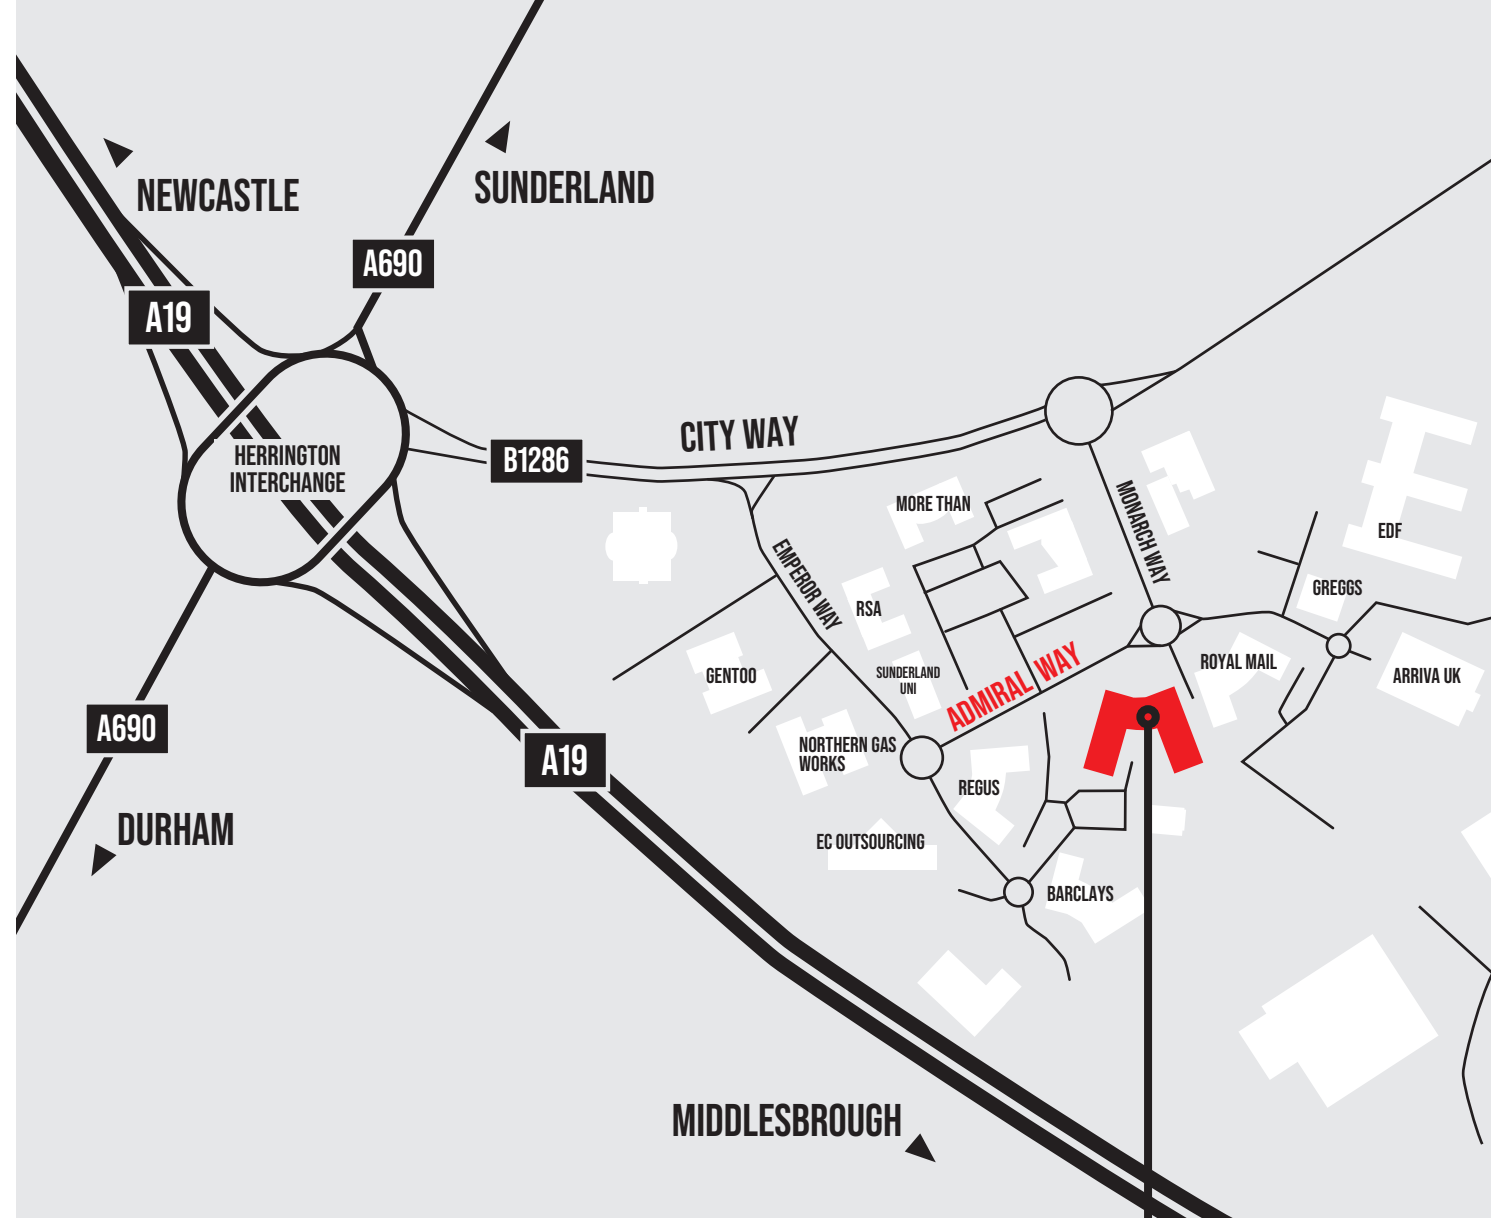 NEWCASTLE
SUNDERLAND
A690
A19
HERRINGTON
INTERCHANGE
B1286
CITY WAY
MORE THAN
MONARCH WAY
EDF
EMPEROR WAY
RSA
GREGGS
GENTOO
SUNDERLAND
UNI
ADMIRAL WAY
ROYAL MAIL
ARRIVA UK
A690
A19
NORTHERN GAS
WORKS
REGUS
DURHAM
EC OUTSOURCING
BARCLAYS
MIDDLESBROUGH